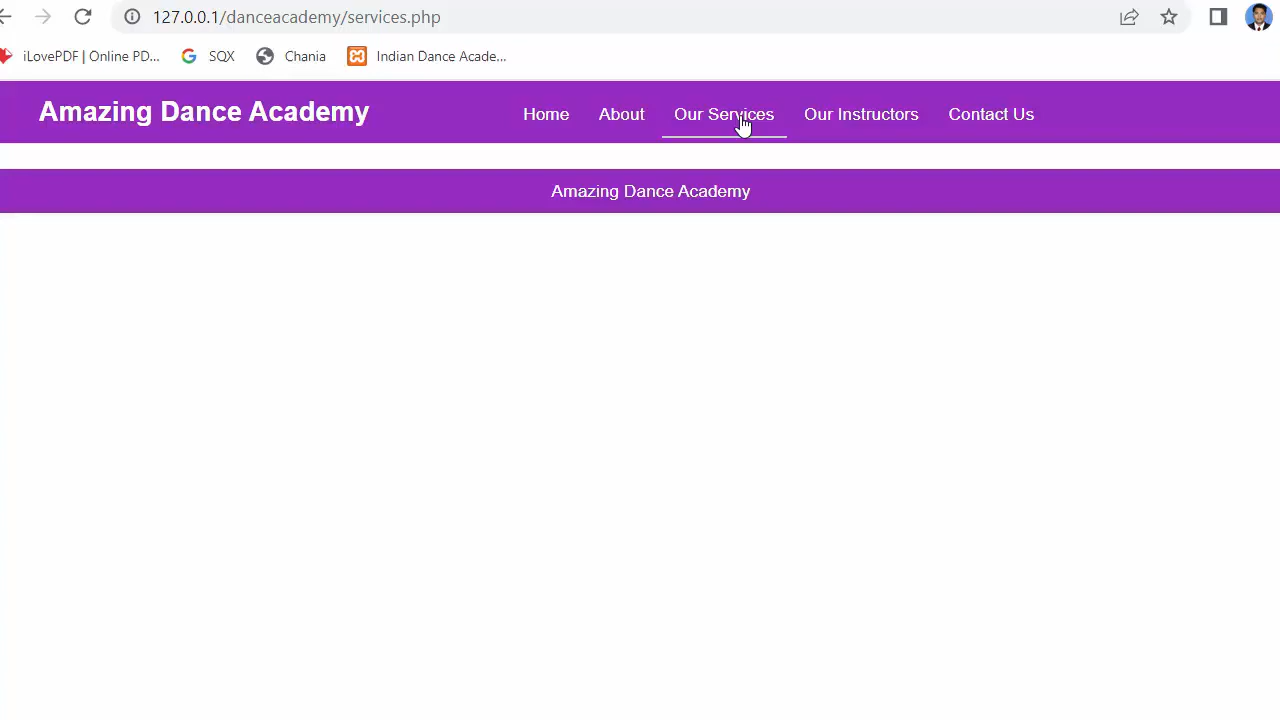 127.0.0.1/danceacademy/services.php
iLovePDF | Online PD... SQX Chania Indian Dance Acade...
Amazing Dance Academy Home About Our Services Our Instructors Contact Us
Amazing Dance Academy